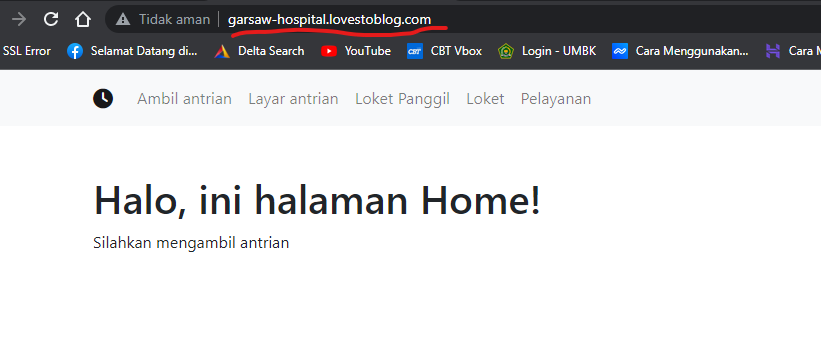 Tidak aman garsaw-hospital.lovestoblog.com
SSL Error Selamat Datang di... Delta Search YouTube CBT CBT Vbox Login - UMBK Cara Menggunakan... Cara M
Ambil antrian Layar antrian Loket Panggil Loket Pelayanan
Halo, ini halaman Home!
Silahkan mengambil antrian